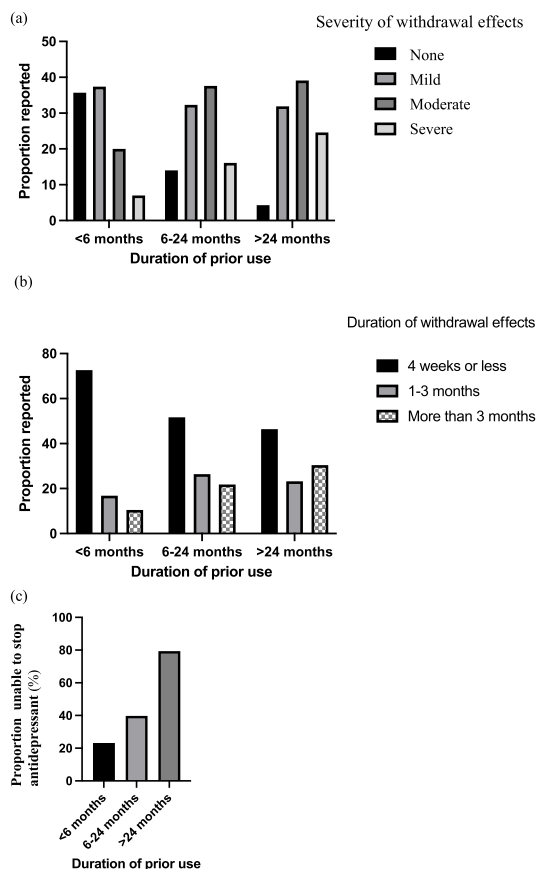 (a)
Severity of withdrawal effects
None
Mild
Moderate
Severe
Proportion reported
50
40
30
20
10
0
<6 months 6-24 months >24 months
Duration of prior use
(b)
Duration of withdrawal effects
4 weeks or less
1-3 months
More than 3 months
Proportion reported
80
60
40
20
0
<6 months 6-24 months >24 months
Duration of prior use
(c)
Proportion unable to stop
antidepressant (%)
100
80
60
40
20
0
<6 months
6-24 months
>24 months
Duration of prior use